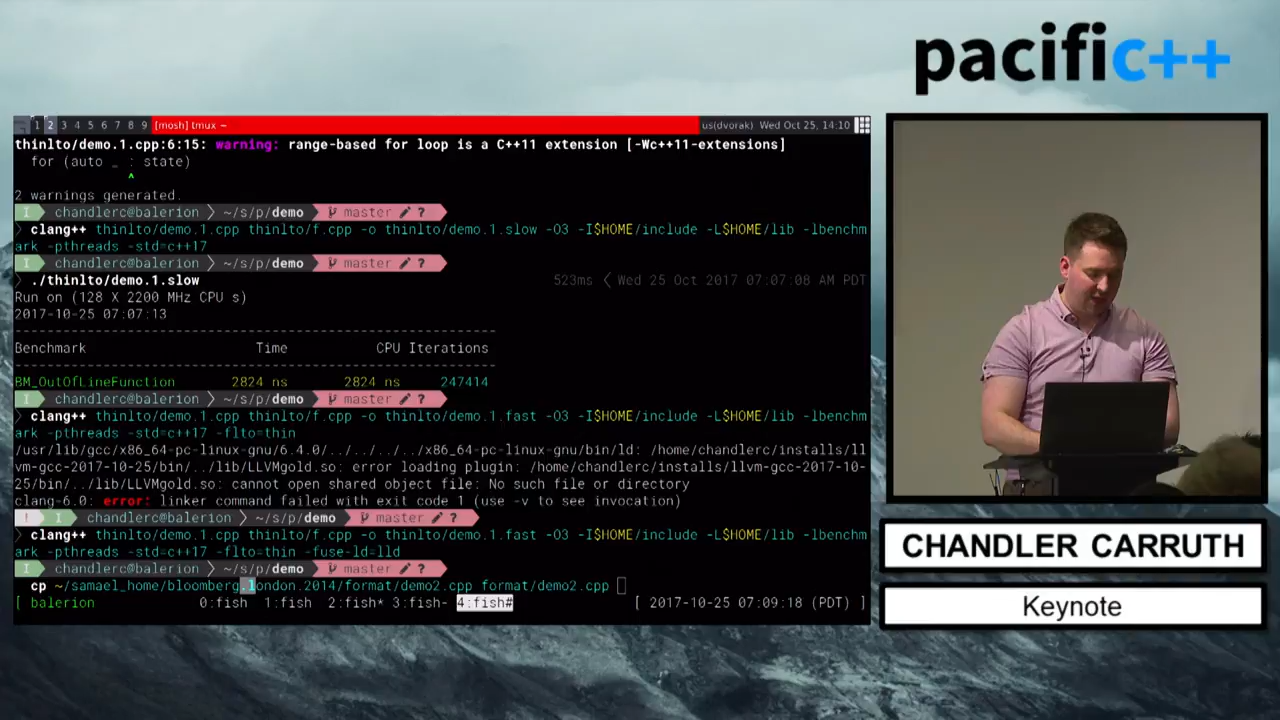 pacific++
1 2 3 4 5 6 7 8 9 [mosh] tmux ~ us(dvorak) Wed Oct 25, 14:10
thinlto/demo.1.cpp:6:15: warning: range-based for loop is a C++11 extension [-Wc++11-extensions]
for (auto _ : state)
^
2 warnings generated.
I chandlerc@balerion ~/s/p/demo master ?
clang++ thinlto/demo.1.cpp thinlto/f.cpp -o thinlto/demo.1.slow -O3 -I$HOME/include -L$HOME/lib -lbenchm
ark -pthreads -std=c++17
I chandlerc@balerion ~/s/p/demo master ?
./thinlto/demo.1.slow 523ms Wed 25 Oct 2017 07:07:08 AM PDT
Run on (128 X 2200 MHz CPU s)
2017-10-25 07:07:13
Benchmark Time CPU Iterations
BM_OutOfLineFunction 2824 ns 2824 ns 247414
I chandlerc@balerion ~/s/p/demo master ?
clang++ thinlto/demo.1.cpp thinlto/f.cpp -o thinlto/demo.1.fast -O3 -I$HOME/include -L$HOME/lib -lbenchm
ark -pthreads -std=c++17 -flto=thin
/usr/lib/gcc/x86_64-pc-linux-gnu/6.4.0/../../../../x86_64-pc-linux-gnu/bin/ld: /home/chandlerc/installs/ll
vm-gcc-2017-10-25/bin/../lib/LLVMgold.so: error loading plugin: /home/chandlerc/installs/llvm-gcc-2017-10-
25/bin/../lib/LLVMgold.so: cannot open shared object file: No such file or directory
clang-6.0: error: linker command failed with exit code 1 (use -v to see invocation)
! I chandlerc@balerion ~/s/p/demo master ?
clang++ thinlto/demo.1.cpp thinlto/f.cpp -o thinlto/demo.1.fast -O3 -I$HOME/include -L$HOME/lib -lbenchm
ark -pthreads -std=c++17 -flto=thin -fuse-ld=lld
I chandlerc@balerion ~/s/p/demo master ?
cp ~/samael_home/bloomberg.london.2014/format/demo2.cpp format/demo2.cpp
[ balerion 0:fish 1:fish 2:fish* 3:fish- 4:fish# [ 2017-10-25 07:09:18 (PDT) ]
CHANDLER CARRUTH
Keynote